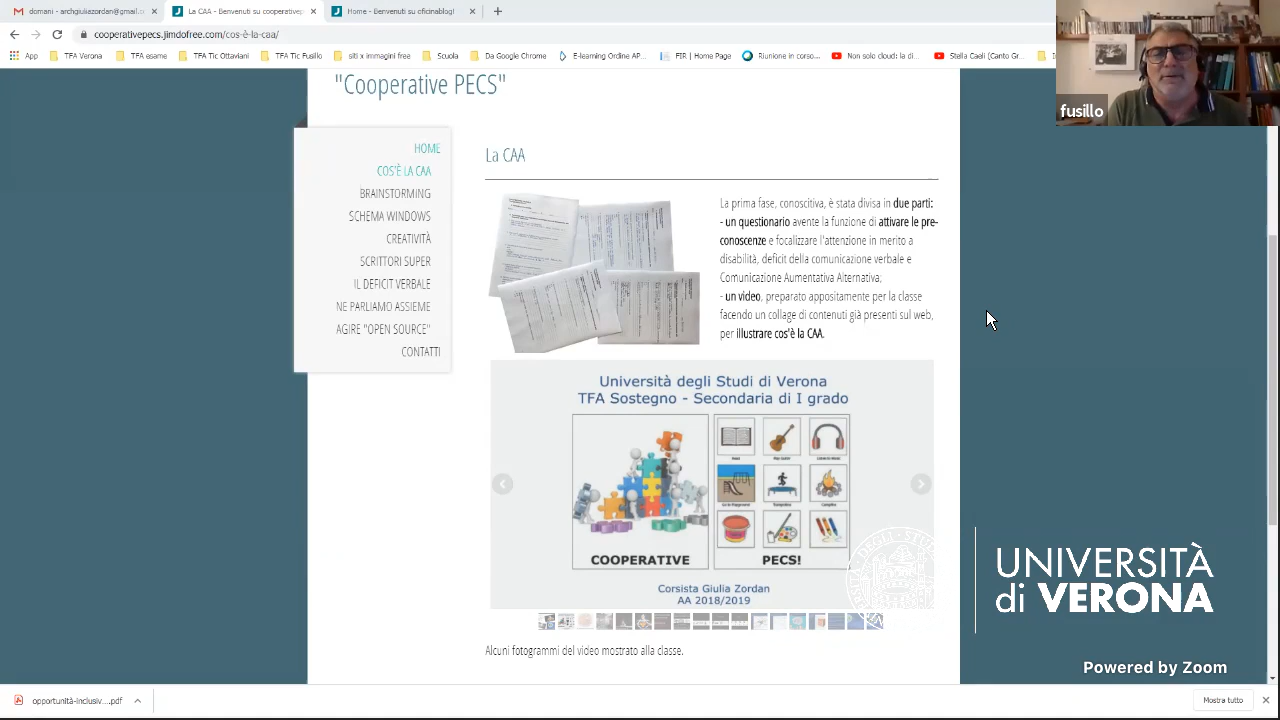 domani - archgiuliazordan@gmail.c
La CAA - Benvenuti su cooperativep
Home - Benvenuti su oficinablog!
cooperativepecs.jimdofree.com/cos-è-la-caa/
App
TFA Verona
TFA esame
TFA Tic Ottaviani
TFA Tic Fusillo
siti x immagini free
Scuola
Da Google Chrome
E-learning Ordine AP...
FIR | Home Page
Riunione in corso...
Non solo cloud: la di...
Stella Caeli (Canto Gr...
fusillo
"Cooperative PECS"
HOME
COS'È LA CAA
BRAINSTORMING
SCHEMA WINDOWS
CREATIVITÀ
SCRITTORI SUPER
IL DEFICIT VERBALE
NE PARLIAMO ASSIEME
AGIRE "OPEN SOURCE"
CONTATTI
La CAA
La prima fase, conoscitiva, è stata divisa in due parti:
- un questionario avente la funzione di attivare le pre-
conoscenze e focalizzare l'attenzione in merito a
disabilità, deficit della comunicazione verbale e
Comunicazione Aumentativa Alternativa;
- un video, preparato appositamente per la classe
facendo un collage di contenuti già presenti sul web,
per illustrare cos'è la CAA.
Università degli Studi di Verona
TFA Sostegno - Secondaria di I grado
COOPERATIVE
PECS!
Corsista Giulia Zordan
AA 2018/2019
Alcuni fotogrammi del video mostrato alla classe.
UNIVERSITÀ
di VERONA
Powered by Zoom
opportunità-inclusiv....pdf
Mostra tutto